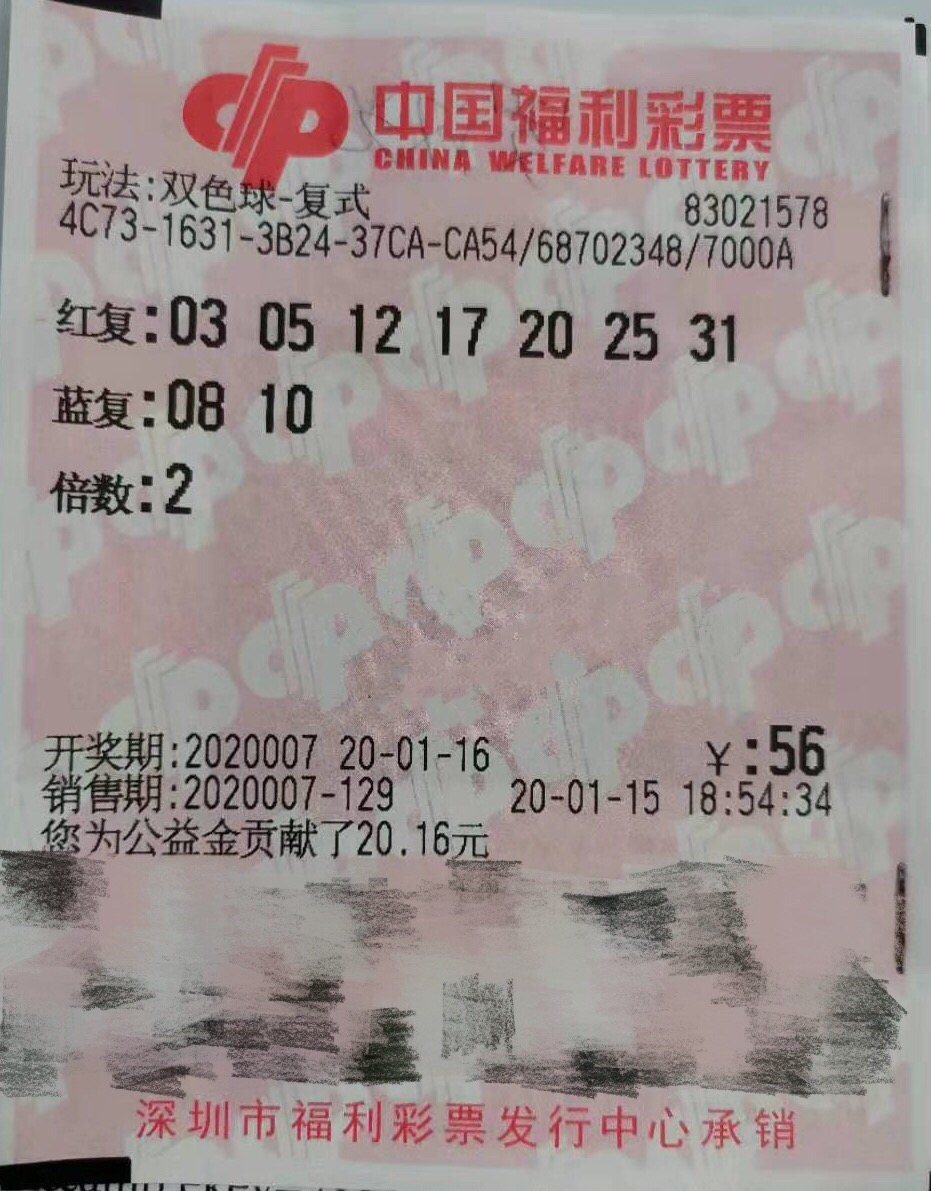 中国福利彩票
CHINA WELFARE LOTTERY
玩法:双色球-复式
83021578
4C73-1631-3B24-37CA-CA54/68702348/7000A
红复:03 05 12 17 20 25 31
蓝复:08 10
倍数:2
开奖期:2020007 20-01-16 ¥:56
销售期:2020007-129 20-01-15 18:54:34
您为公益金贡献了20.16元
深圳市福利彩票发行中心承销